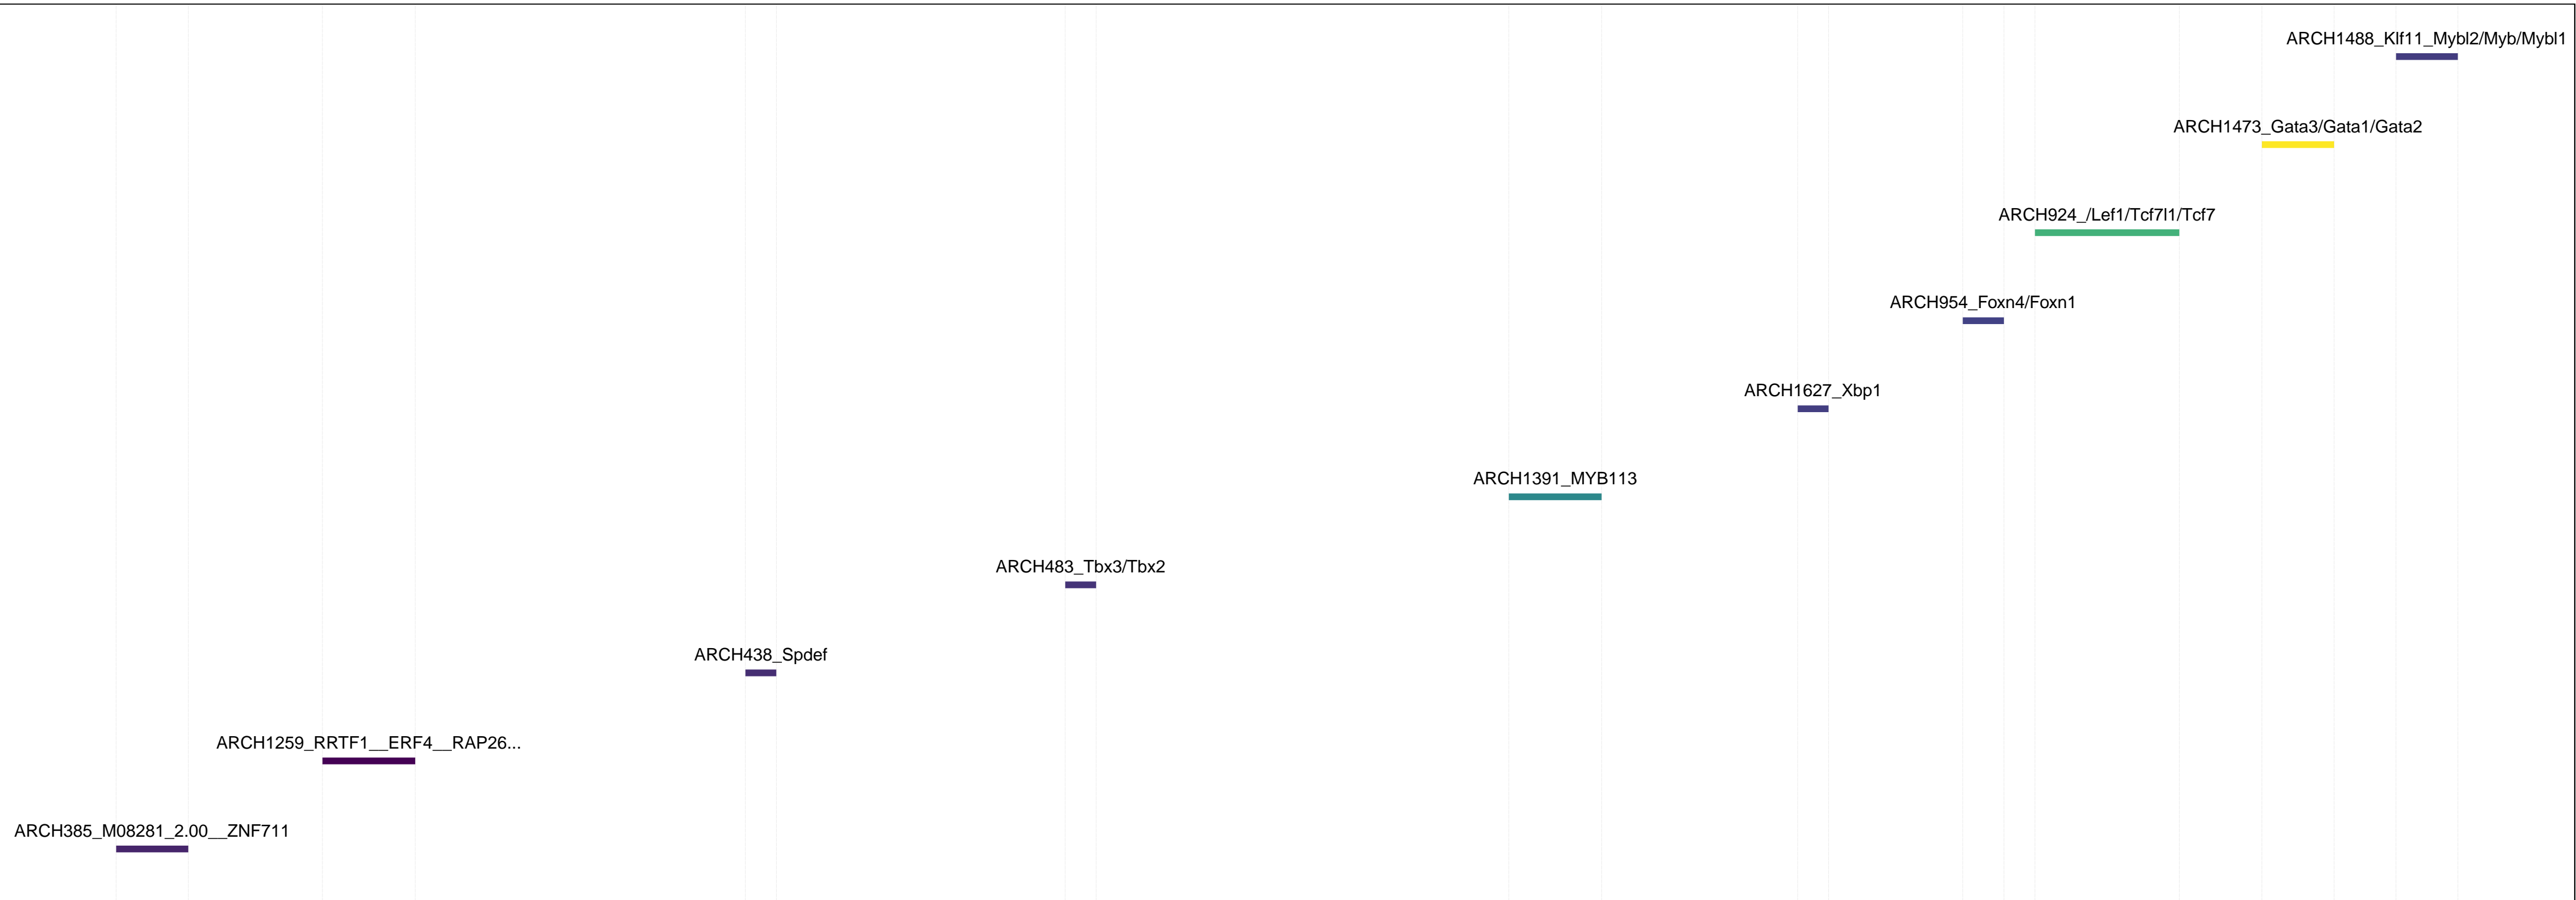 ARCH1488_Klf11_Mybl2/Myb/Mybl1
ARCH1473_Gata3/Gata1/Gata2
ARCH924_/Lef1/Tcf7l1/Tcf7
ARCH954_Foxn4/Foxn1
ARCH1627_Xbp1
ARCH1391_MYB113
ARCH483_Tbx3/Tbx2
ARCH438_Spdef
ARCH1259_RRTF1__ERF4__RAP26...
ARCH385_M08281_2.00__ZNF711